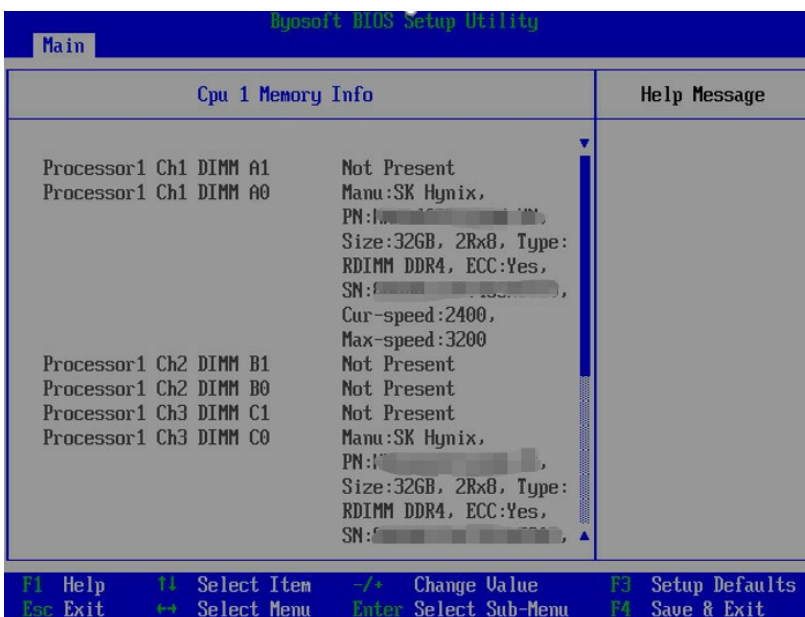 Byosoft BIOS Setup Utility
Main
Cpu 1 Memory Info
Help Message
Processor1 Ch1 DIMM A1 Not Present
Processor1 Ch1 DIMM A0 Manu:SK Hynix,
PN:
Size:32GB, 2Rx8, Type:
RDIMM DDR4, ECC:Yes,
SN:
Cur-speed:2400,
Max-speed:3200
Processor1 Ch2 DIMM B1 Not Present
Processor1 Ch2 DIMM B0 Not Present
Processor1 Ch3 DIMM C1 Not Present
Processor1 Ch3 DIMM C0 Manu:SK Hynix,
PN:
Size:32GB, 2Rx8, Type:
RDIMM DDR4, ECC:Yes,
SN:
F1 Help ↑↓ Select Item -/+ Change Value F3 Setup Defaults
Esc Exit ↔ Select Menu Enter Select Sub-Menu F4 Save & Exit